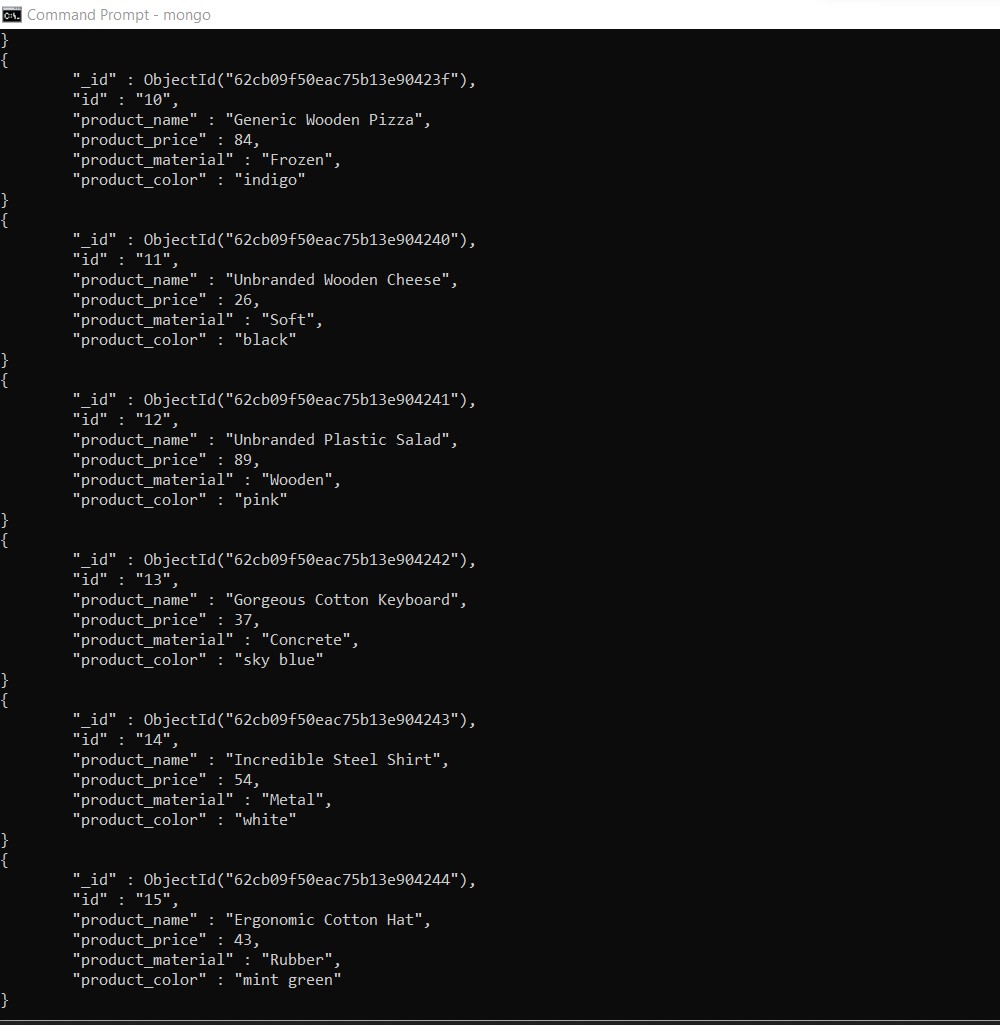 Command Prompt - mongo
}
{
"_id" : ObjectId("62cb09f50eac75b13e90423f"),
"id" : "10",
"product_name" : "Generic Wooden Pizza",
"product_price" : 84,
"product_material" : "Frozen",
"product_color" : "indigo"
}
{
"_id" : ObjectId("62cb09f50eac75b13e904240"),
"id" : "11",
"product_name" : "Unbranded Wooden Cheese",
"product_price" : 26,
"product_material" : "Soft",
"product_color" : "black"
}
{
"_id" : ObjectId("62cb09f50eac75b13e904241"),
"id" : "12",
"product_name" : "Unbranded Plastic Salad",
"product_price" : 89,
"product_material" : "Wooden",
"product_color" : "pink"
}
{
"_id" : ObjectId("62cb09f50eac75b13e904242"),
"id" : "13",
"product_name" : "Gorgeous Cotton Keyboard",
"product_price" : 37,
"product_material" : "Concrete",
"product_color" : "sky blue"
}
{
"_id" : ObjectId("62cb09f50eac75b13e904243"),
"id" : "14",
"product_name" : "Incredible Steel Shirt",
"product_price" : 54,
"product_material" : "Metal",
"product_color" : "white"
}
{
"_id" : ObjectId("62cb09f50eac75b13e904244"),
"id" : "15",
"product_name" : "Ergonomic Cotton Hat",
"product_price" : 43,
"product_material" : "Rubber",
"product_color" : "mint green"
}